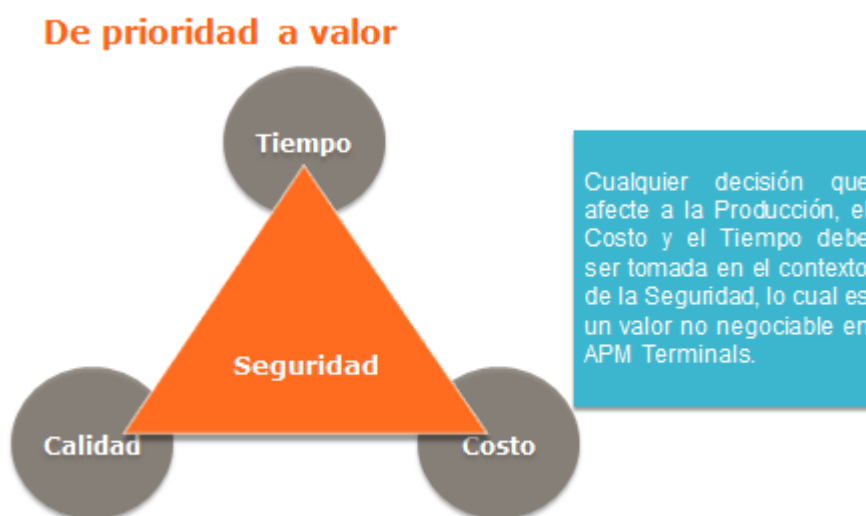 De prioridad a valor
Tiempo
Seguridad
Calidad
Costo
Cualquier decisión que
afecte a la Producción, el
Costo y el Tiempo debe
ser tomada en el contexto
de la Seguridad, lo cual es
un valor no negociable en
APM Terminals.